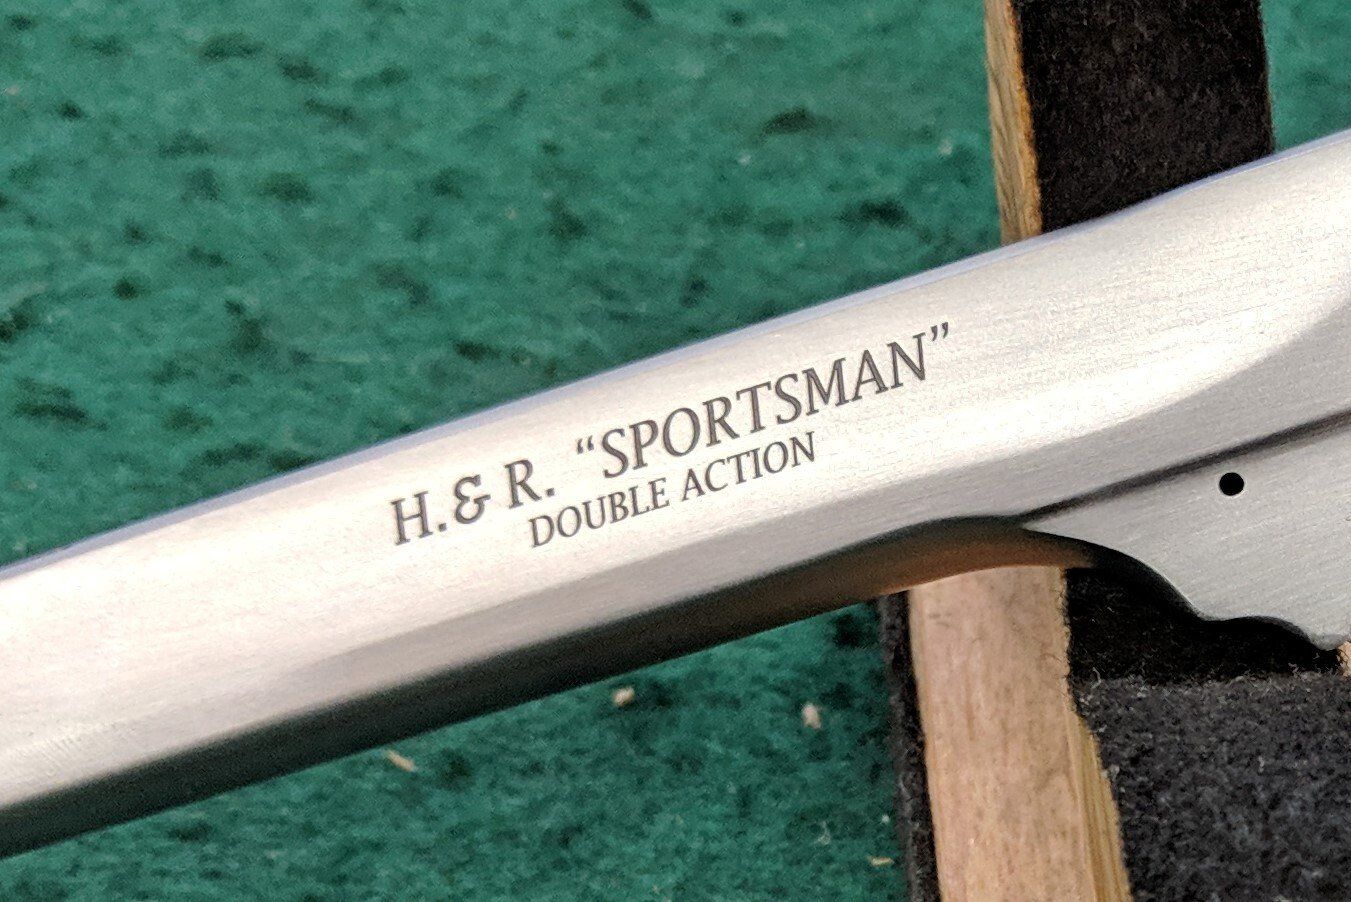 H. & R. “SPORTSMAN”
DOUBLE ACTION